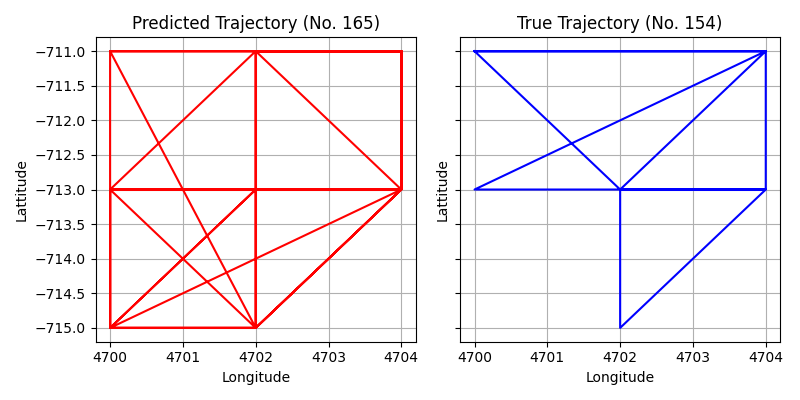 Predicted Trajectory (No. 165)
True Trajectory (No. 154)
Lattitude
−711.0
−711.5
−712.0
−712.5
−713.0
−713.5
−714.0
−714.5
−715.0
4700 4701 4702 4703 4704
Longitude
Lattitude
4700 4701 4702 4703 4704
Longitude